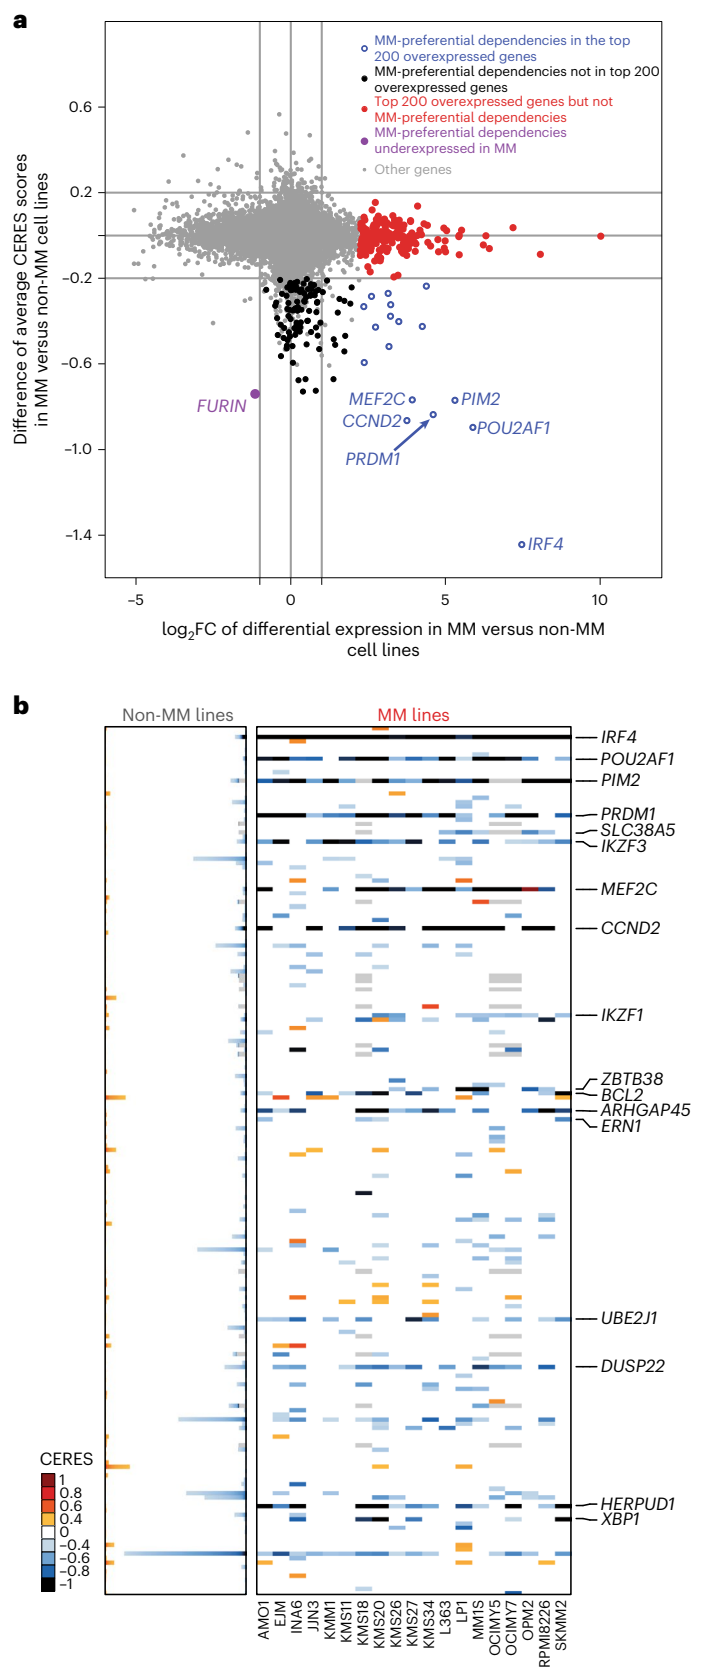 a
MM-preferential dependencies in the top
200 overexpressed genes
MM-preferential dependencies not in top 200
overexpressed genes
Top 200 overexpressed genes but not
MM-preferential dependencies
MM-preferential dependencies
underexpressed in MM
Other genes
Difference of average CERES scores
in MM versus non-MM cell lines
0.6
0.2
−0.2
−0.6
−1.0
−1.4
FURIN
MEF2C
PIM2
CCND2
POU2AF1
PRDM1
IRF4
−5
0
5
10
log2FC of differential expression in MM versus non-MM
cell lines
b
Non-MM lines
MM lines
IRF4
POU2AF1
PIM2
PRDM1
SLC38A5
IKZF3
MEF2C
CCND2
IKZF1
ZBTB38
BCL2
ARHGAP45
ERN1
UBE2J1
DUSP22
HERPUD1
XBP1
CERES
1
0.8
0.6
0.4
0
−0.4
−0.6
−0.8
−1
AMO1
EJM
INA6
JJN3
KMM1
KMS11
KMS18
KMS20
KMS26
KMS27
KMS34
L363
LP1
MM1S
OCIMY5
OCIMY7
OPM2
RPMI8226
SKMM2